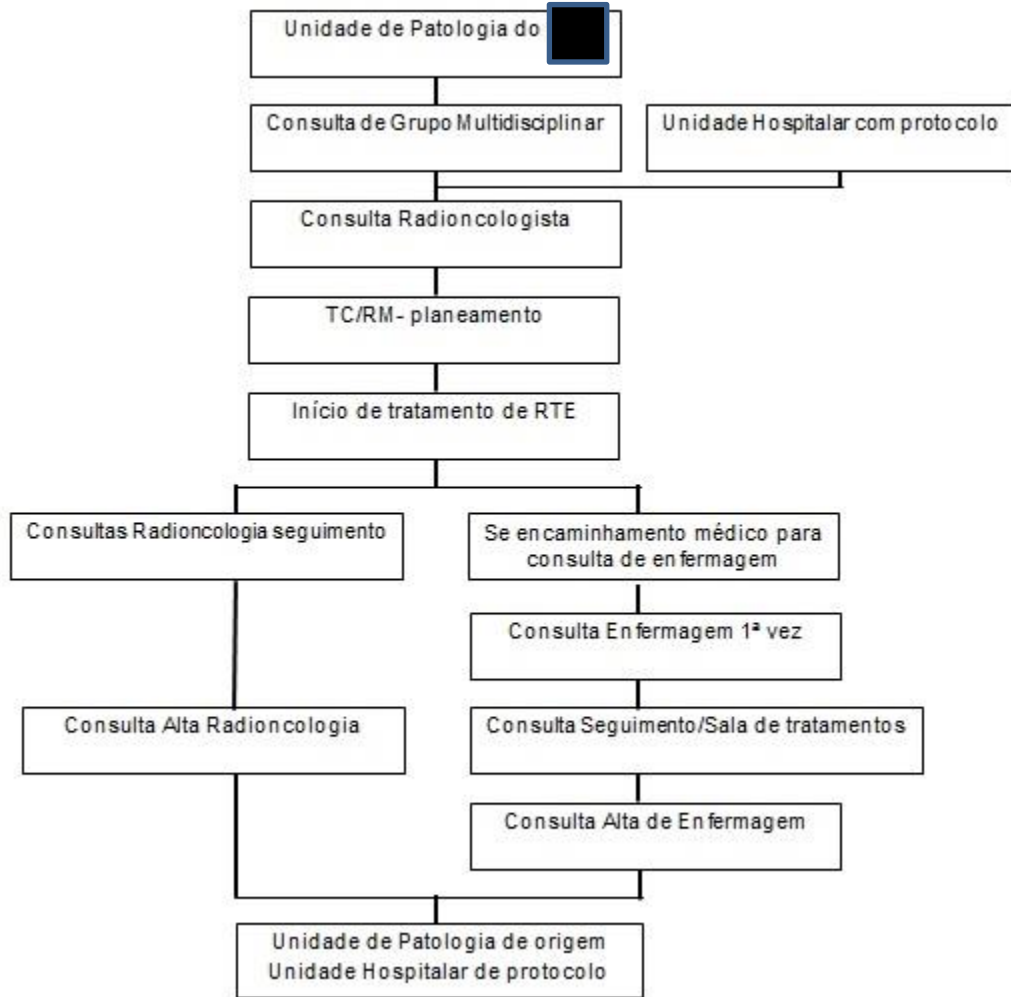 Unidade de Patologia do
Consulta de Grupo Multidisciplinar
Unidade Hospitalar com protocolo
Consulta Radioncologista
TC/RM- planeamento
Início de tratamento de RTE
Consultas Radioncologia seguimento
Se encaminhamento médico para
consulta de enfermagem
Consulta Enfermagem 1ª vez
Consulta Alta Radioncologia
Consulta Seguimento/Sala de tratamentos
Consulta Alta de Enfermagem
Unidade de Patologia de origem
Unidade Hospitalar de protocolo